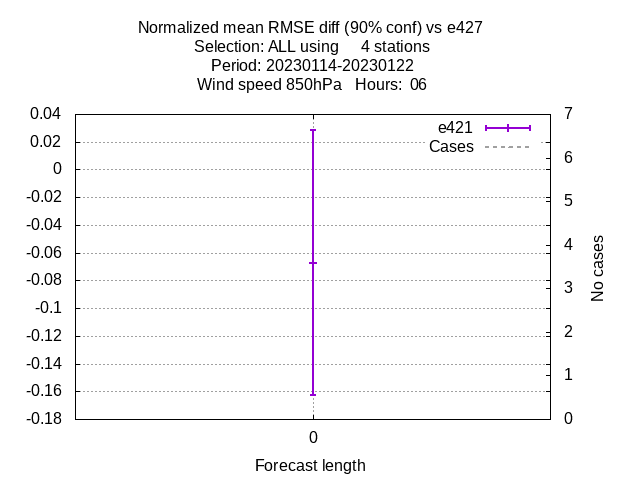 Normalized mean RMSE diff (90% conf) vs e427
Selection: ALL using     4 stations
Period: 20230114-20230122
Wind speed 850hPa   Hours:  06
0.04
0.02
0
-0.02
-0.04
-0.06
-0.08
-0.1
-0.12
-0.14
-0.16
-0.18
e421
Cases
7
6
5
4
3
2
1
0
No cases
0
Forecast length